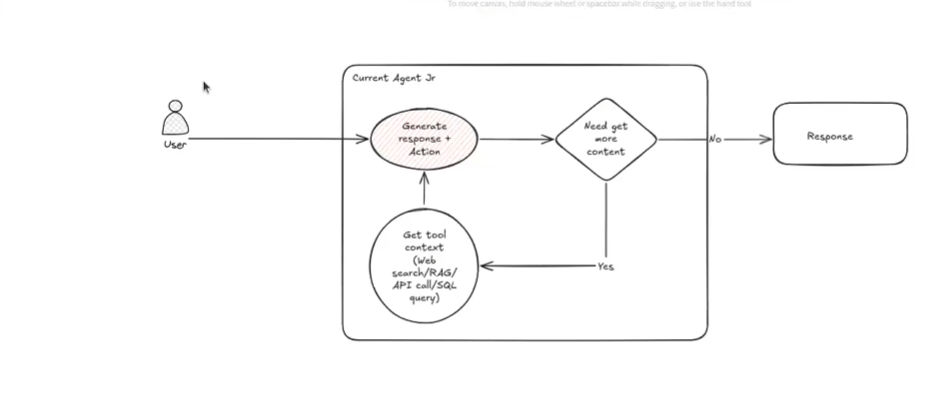 To move canvas, hold mouse wheel or spacebar while dragging, or use the hand tool
Current Agent Jr
User
Generate
response +
Action
Need get
more
content
No
Response
Get tool
context
(Web
search/RAG/
API call/SQL
query)
Yes